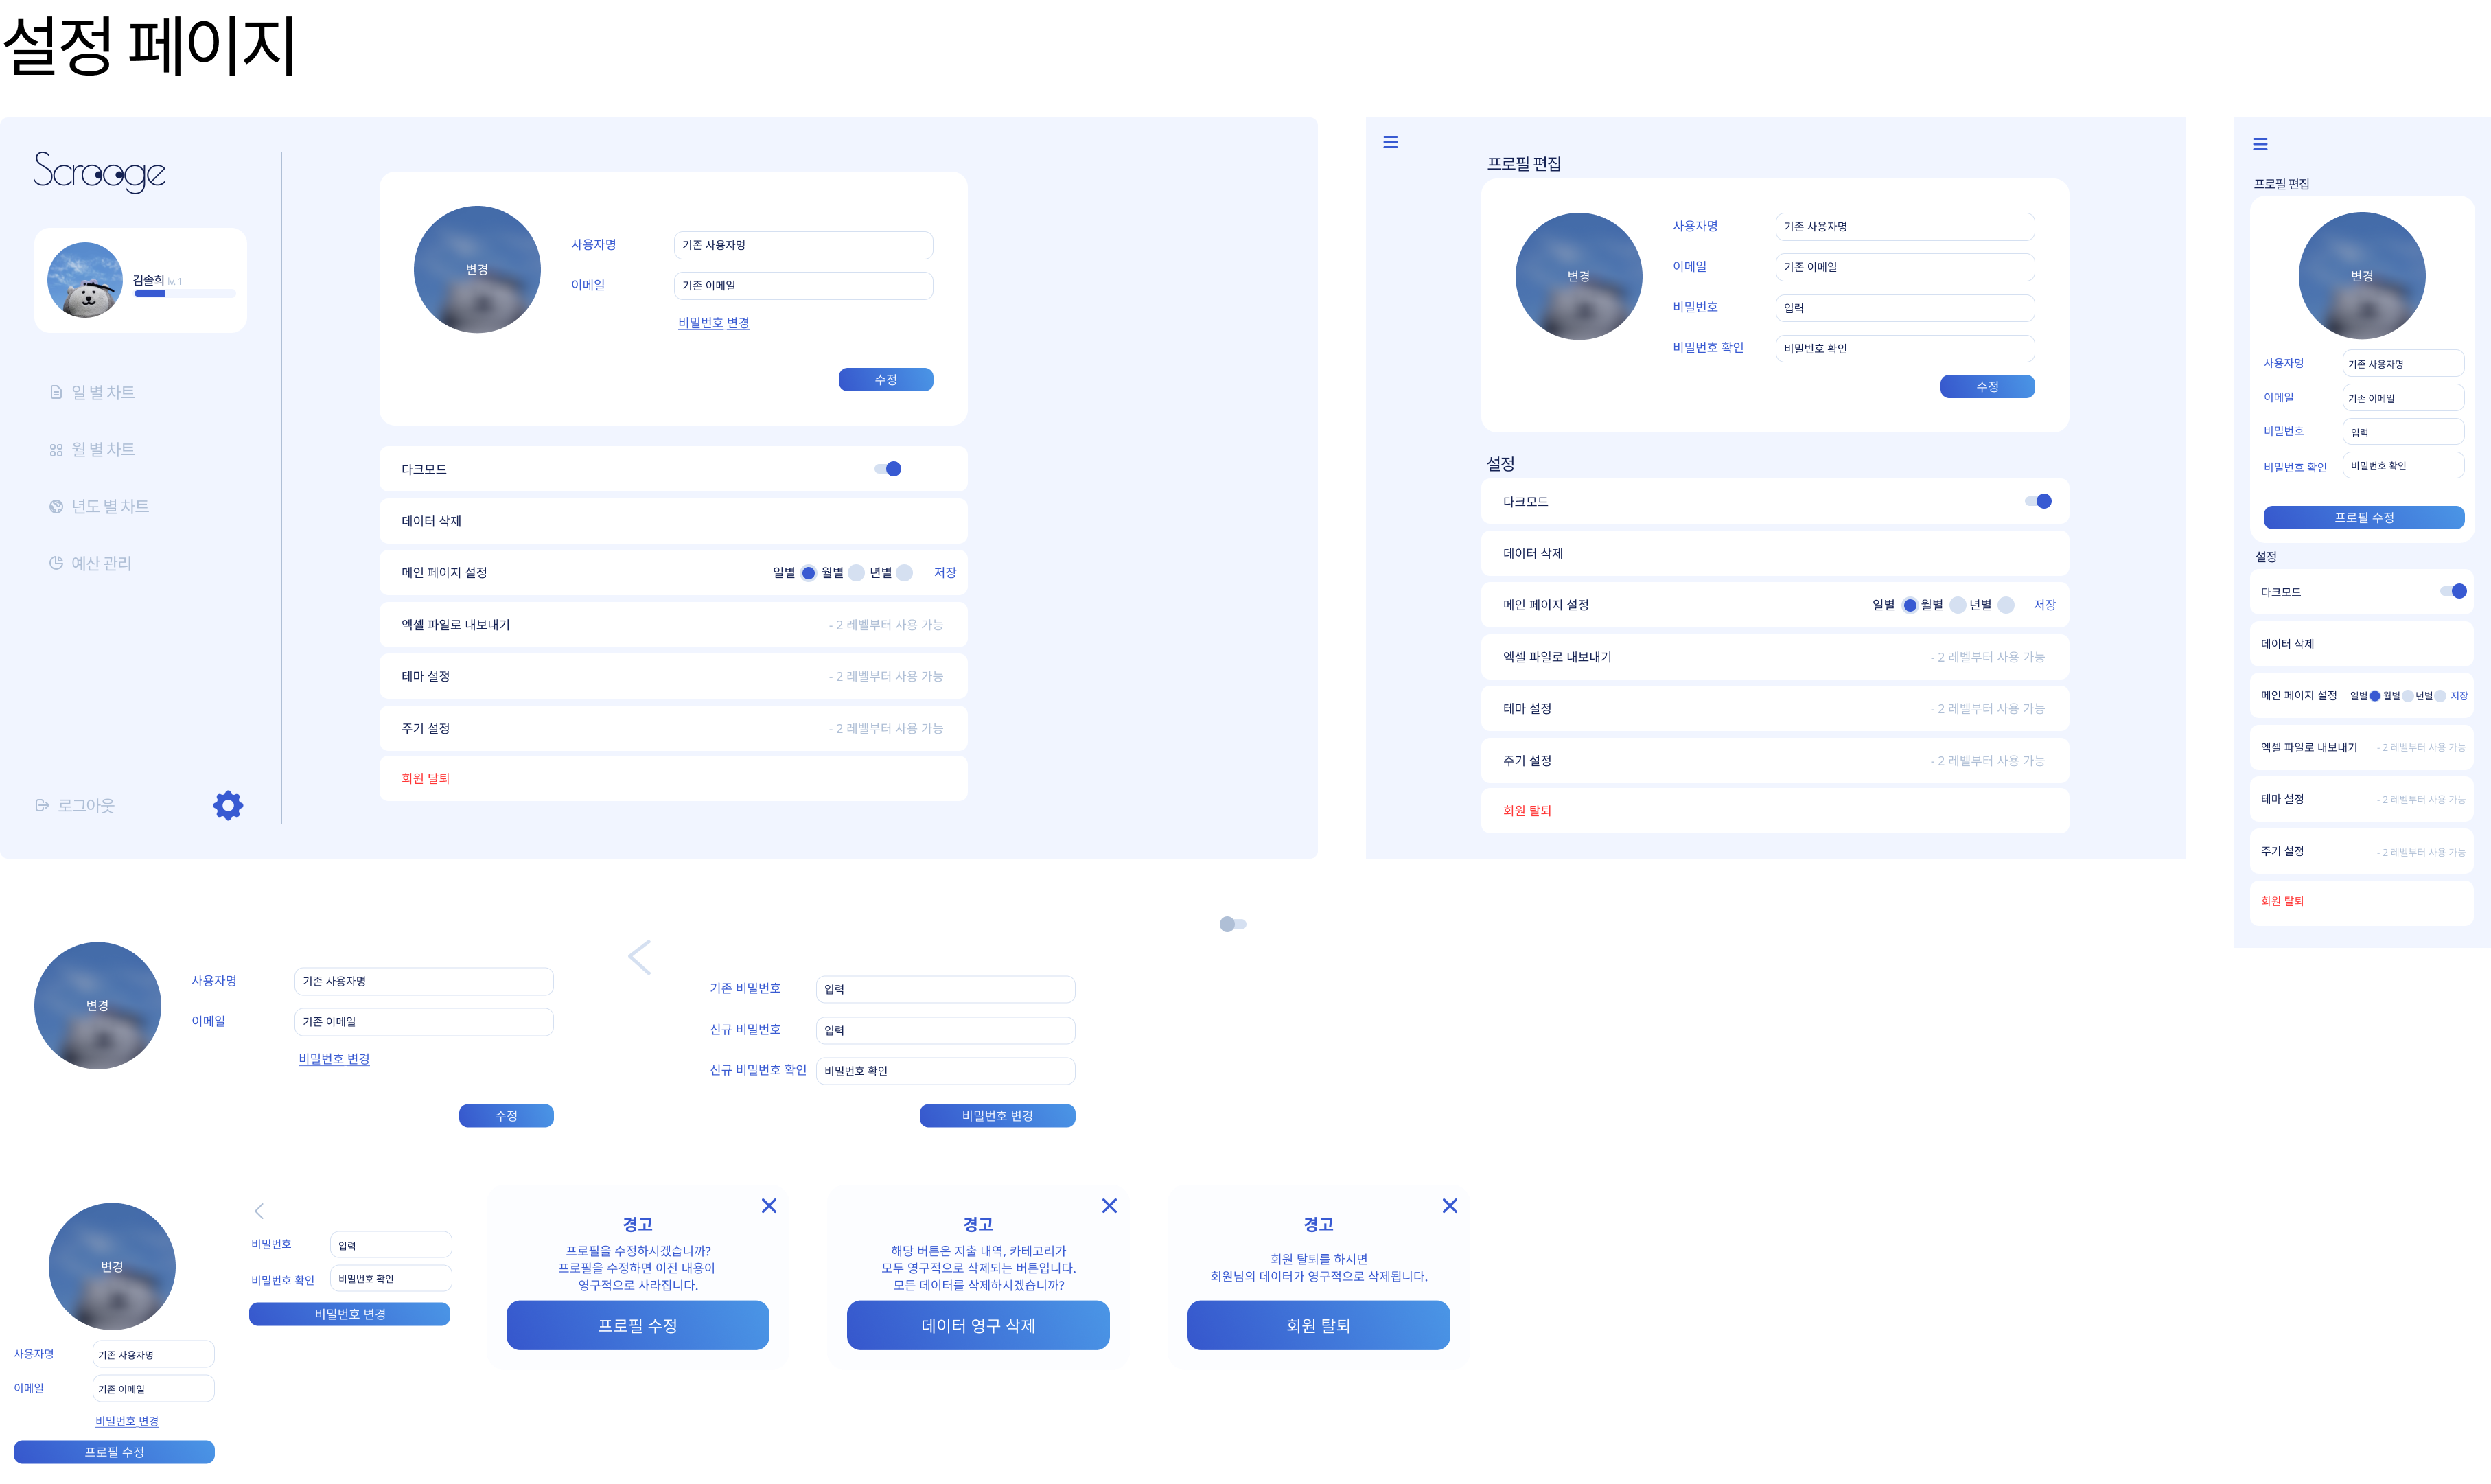 설정 페이지
Scrooge
김솔희 lv. 1
일 별 차트
월 별 차트
년도 별 차트
예산 관리
로그아웃
변경
사용자명
기존 사용자명
이메일
기존 이메일
비밀번호 변경
수정
다크모드
데이터 삭제
메인 페이지 설정 일별 월별 년별 저장
엑셀 파일로 내보내기 - 2 레벨부터 사용 가능
테마 설정 - 2 레벨부터 사용 가능
주기 설정 - 2 레벨부터 사용 가능
회원 탈퇴
프로필 편집
변경
사용자명 기존 사용자명
이메일 기존 이메일
비밀번호 입력
비밀번호 확인 비밀번호 확인
수정
설정
다크모드
데이터 삭제
메인 페이지 설정 일별 월별 년별 저장
엑셀 파일로 내보내기 - 2 레벨부터 사용 가능
테마 설정 - 2 레벨부터 사용 가능
주기 설정 - 2 레벨부터 사용 가능
회원 탈퇴
프로필 편집
변경
사용자명 기존 사용자명
이메일 기존 이메일
비밀번호 입력
비밀번호 확인 비밀번호 확인
프로필 수정
설정
다크모드
데이터 삭제
메인 페이지 설정 일별 월별 년별 저장
엑셀 파일로 내보내기 - 2 레벨부터 사용 가능
테마 설정 - 2 레벨부터 사용 가능
주기 설정 - 2 레벨부터 사용 가능
회원 탈퇴
변경
사용자명 기존 사용자명
이메일 기존 이메일
비밀번호 변경
수정
기존 비밀번호 입력
신규 비밀번호 입력
신규 비밀번호 확인 비밀번호 확인
비밀번호 변경
변경
사용자명 기존 사용자명
이메일 기존 이메일
비밀번호 변경
프로필 수정
비밀번호 입력
비밀번호 확인 비밀번호 확인
비밀번호 변경
경고
프로필을 수정하시겠습니까?
프로필을 수정하면 이전 내용이
영구적으로 사라집니다.
프로필 수정
경고
해당 버튼은 지출 내역, 카테고리가
모두 영구적으로 삭제되는 버튼입니다.
모든 데이터를 삭제하시겠습니까?
데이터 영구 삭제
경고
회원 탈퇴를 하시면
회원님의 데이터가 영구적으로 삭제됩니다.
회원 탈퇴